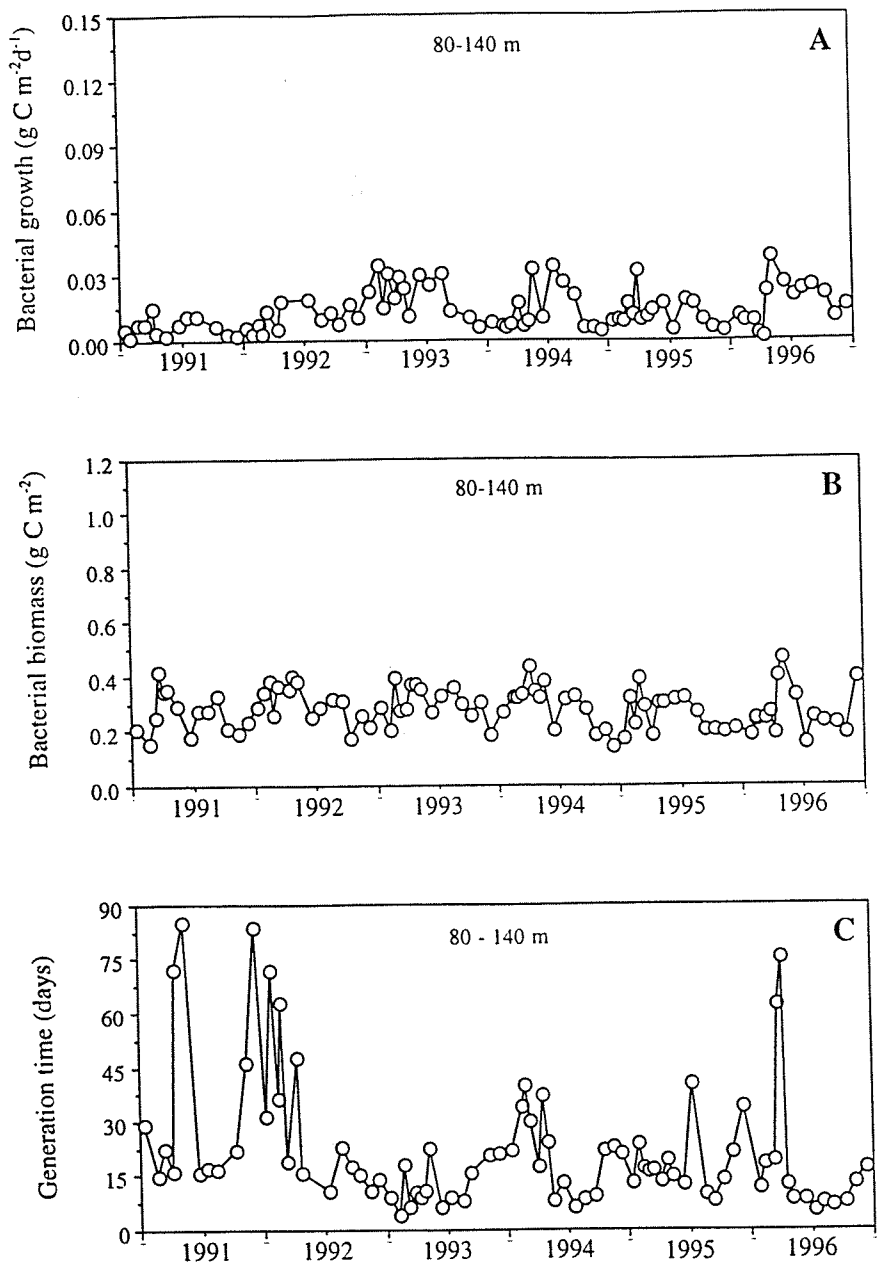 0.15
80-140 m
A
0.12
0.09
0.06
0.03
0.00
Bacterial growth (g C m⁻²d⁻¹)
1991 1992 1993 1994 1995 1996
1.2
80-140 m
B
1.0
0.8
0.6
0.4
0.2
0.0
Bacterial biomass (g C m⁻²)
1991 1992 1993 1994 1995 1996
90
80 - 140 m
C
75
60
45
30
15
0
Generation time (days)
1991 1992 1993 1994 1995 1996